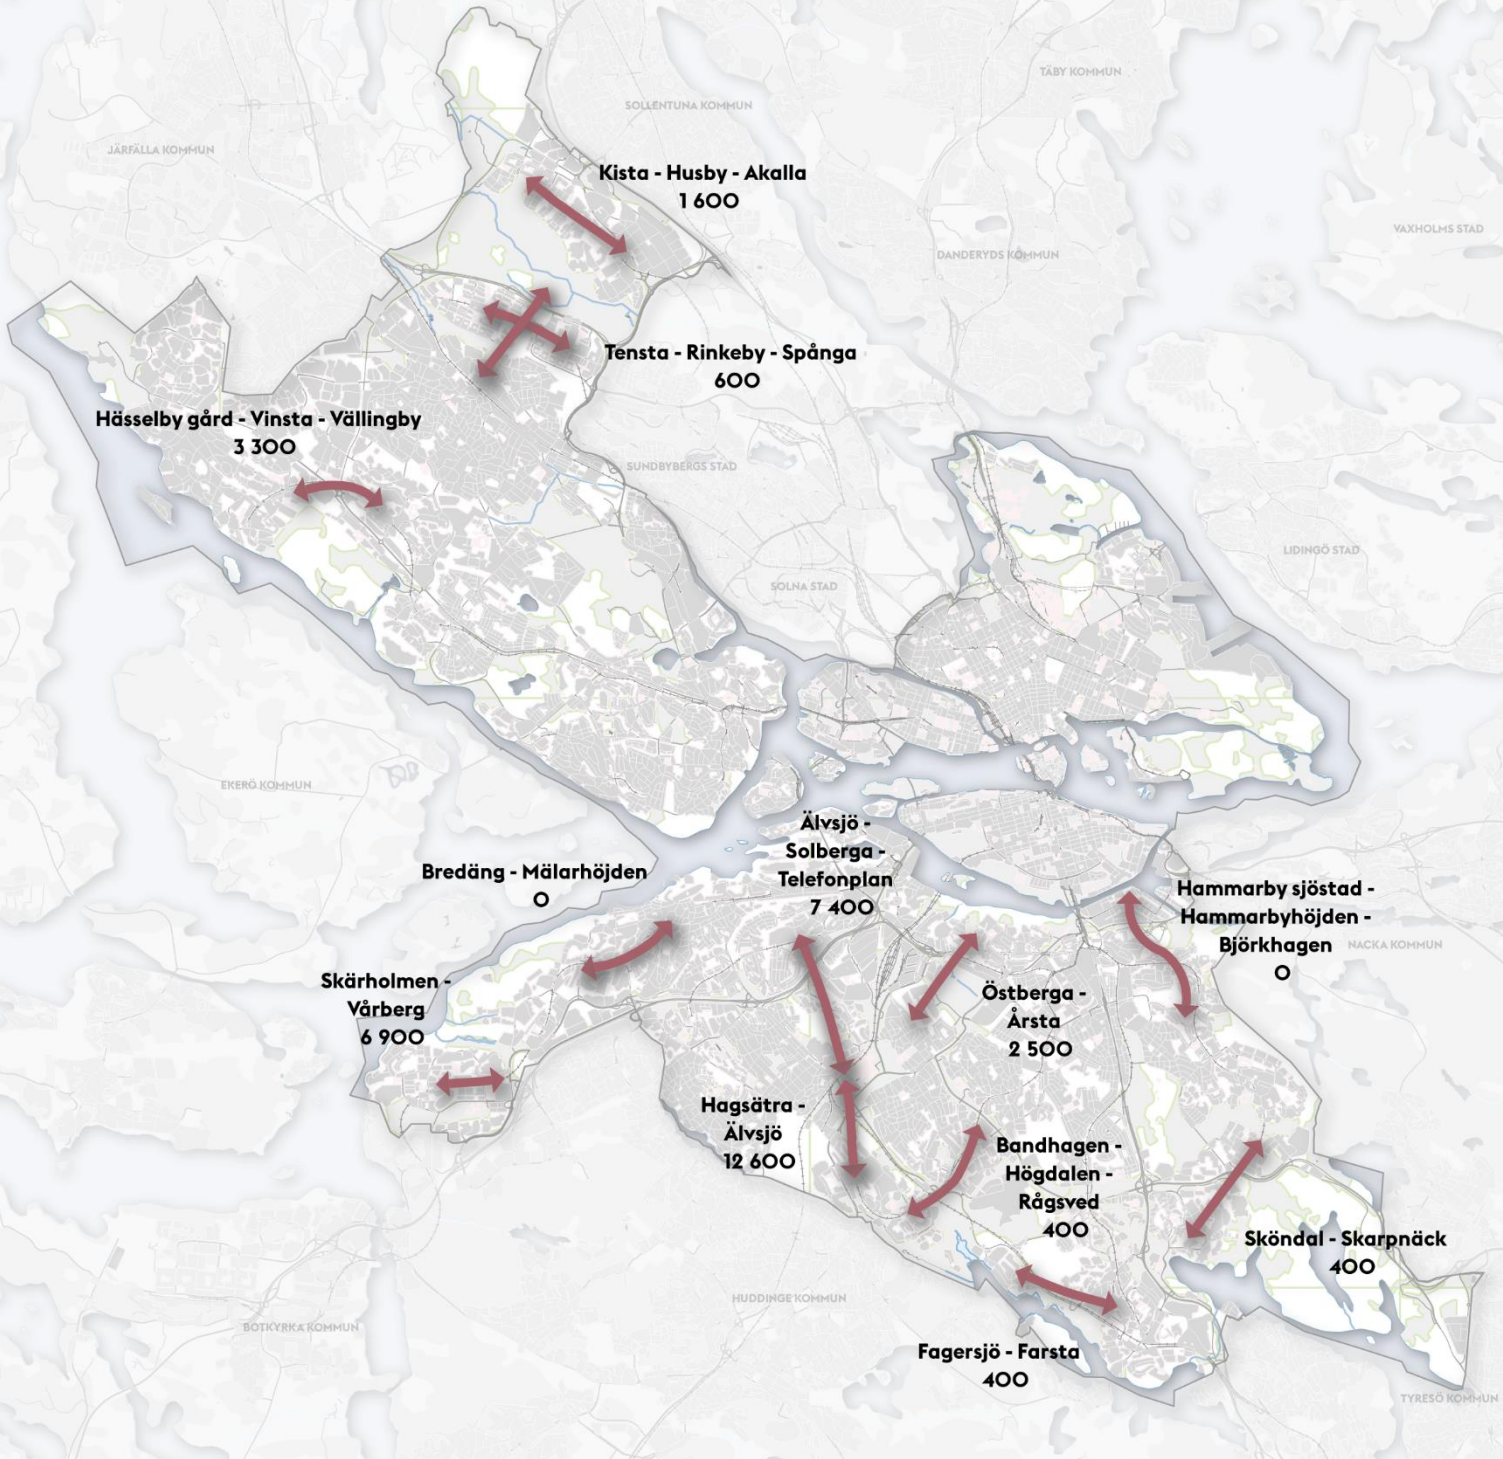 TÄBY KOMMUN
SOLLENTUNA KOMMUN
JÄRFÄLLA KOMMUN
Kista - Husby - Akalla
1 600
VAXHOLMS STAD
DANDERYDS KOMMUN
Tensta - Rinkeby - Spånga
600
Hässelby gård - Vinsta - Vällingby
3 300
SUNDBYBERGS STAD
LIDINGÖ STAD
SOLNA STAD
EKERÖ KOMMUN
Älvsjö -
Solberga -
Telefonplan
7 400
Bredäng - Mälarhöjden
0
Hammarby sjöstad -
Hammarbyhöjden -
Björkhagen
0
NACKA KOMMUN
Skärholmen -
Vårberg
6 900
Östberga -
Årsta
2 500
Hagsätra -
Älvsjö
12 600
Bandhagen -
Högdalen -
Rågsved
400
Sköndal - Skarpnäck
400
HUDDINGE KOMMUN
BOTKYRKA KOMMUN
Fagersjö - Farsta
400
TYRESÖ KOMMUN